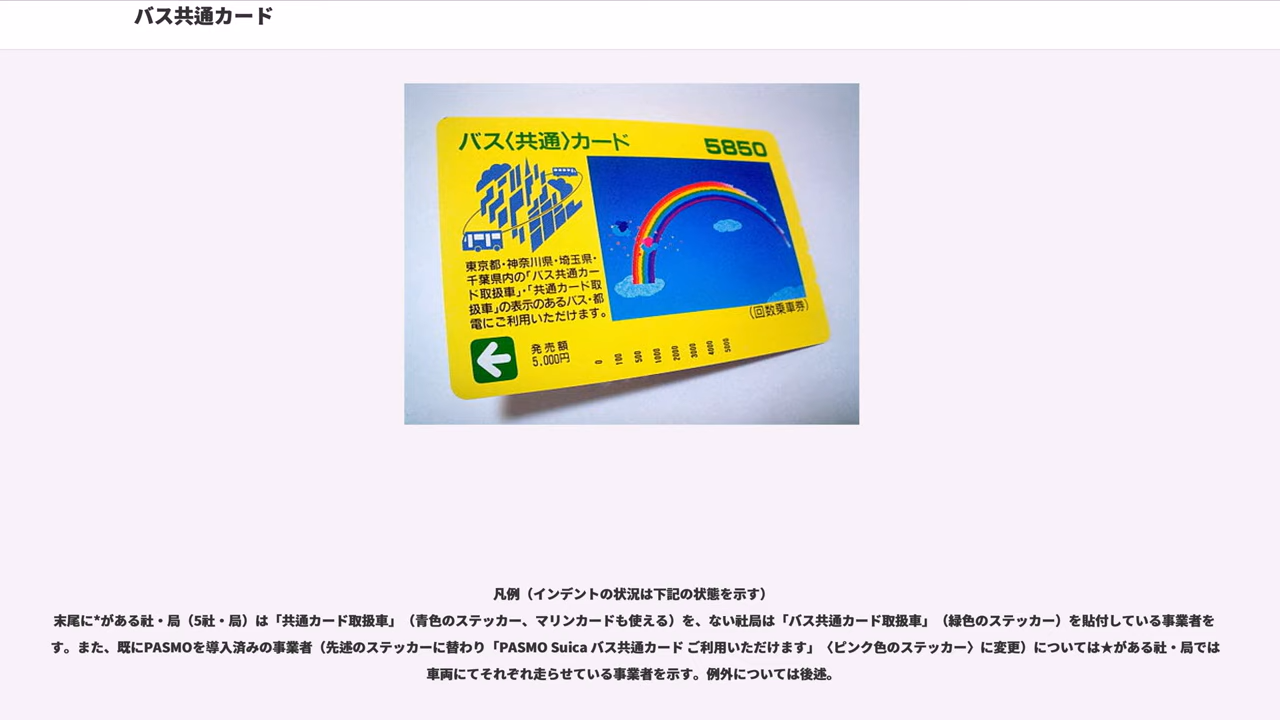 バス共通カード
バス〈共通〉カード
5850
東京都・神奈川県・埼玉県・
千葉県内の「バス共通カー
ド取扱車」・「共通カード取
扱車」の表示のあるバス・都
電にご利用いただけます。
(回数乗車券)
発売額
5,000円
0 100 500 1000 2000 3000 4000 5000
凡例（インデントの状況は下記の状態を示す）
末尾に*がある社・局（5社・局）は「共通カード取扱車」（青色のステッカー、マリンカードも使える）を、ない社局は「バス共通カード取扱車」（緑色のステッカー）を貼付している事業者を
す。また、既にPASMOを導入済みの事業者（先述のステッカーに替わり「PASMO Suica バス共通カード ご利用いただけます」〈ピンク色のステッカー〉に変更）については★がある社・局では
車両にてそれぞれ走らせている事業者を示す。例外については後述。